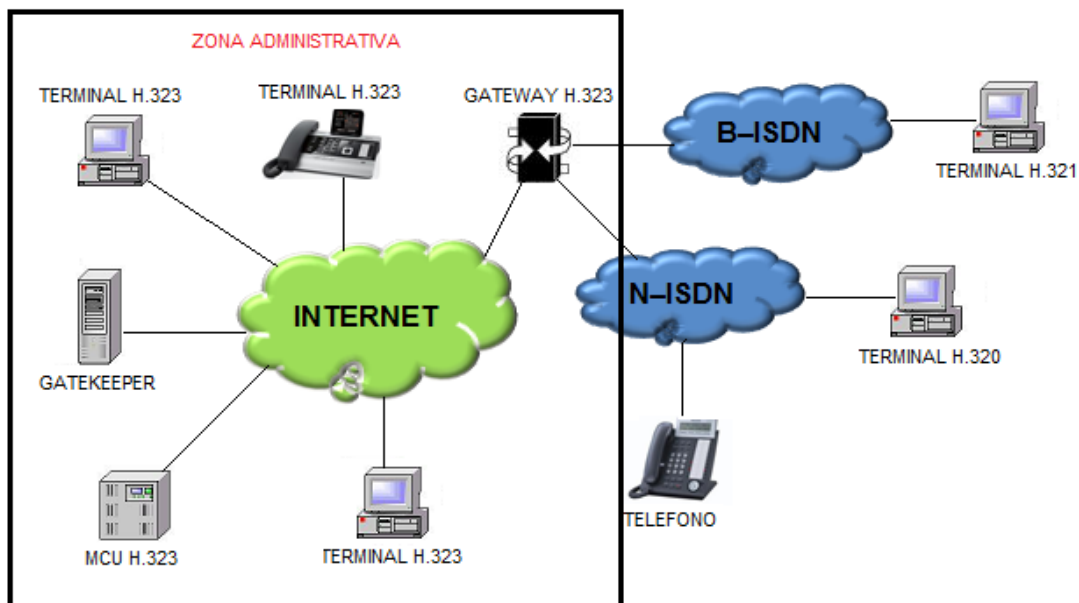 ZONA ADMINISTRATIVA
TERMINAL H.323
TERMINAL H.323
GATEWAY H.323
B–ISDN
TERMINAL H.321
INTERNET
N–ISDN
GATEKEEPER
TERMINAL H.320
MCU H.323
TERMINAL H.323
TELEFONO